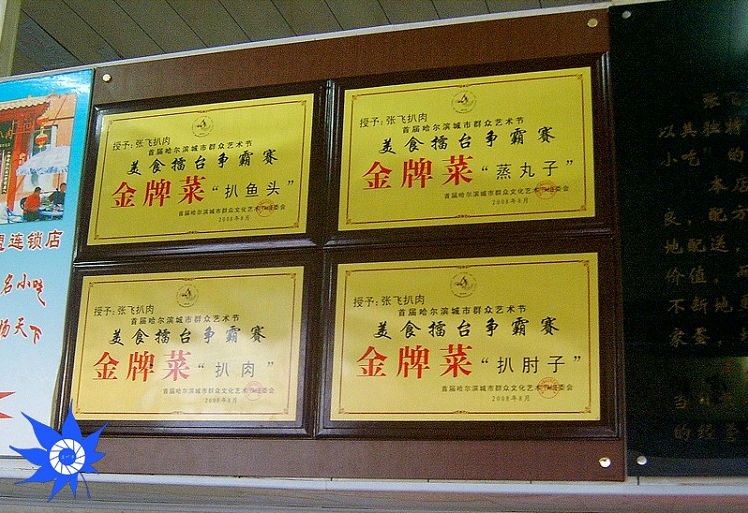 授予：张飞扒肉
首届哈尔滨城市群众艺术节
美食擂台争霸赛
金牌菜“扒鱼头”
首届哈尔滨城市群众文化艺术节组委会
2008年8月
授予：张飞扒肉
首届哈尔滨城市群众艺术节
美食擂台争霸赛
金牌菜“蒸丸子”
首届哈尔滨城市群众文化艺术节组委会
2008年8月
授予：张飞扒肉
首届哈尔滨城市群众艺术节
美食擂台争霸赛
金牌菜“扒肉”
首届哈尔滨城市群众文化艺术节组委会
2008年8月
授予：张飞扒肉
首届哈尔滨城市群众艺术节
美食擂台争霸赛
金牌菜“扒肘子”
首届哈尔滨城市群众文化艺术节组委会
2008年8月
盟连锁店
名小吃
物天下
张飞
以其独特
小吃”的
本店
良，配方
地配送，
价值，
不断地
家誉，
的经营